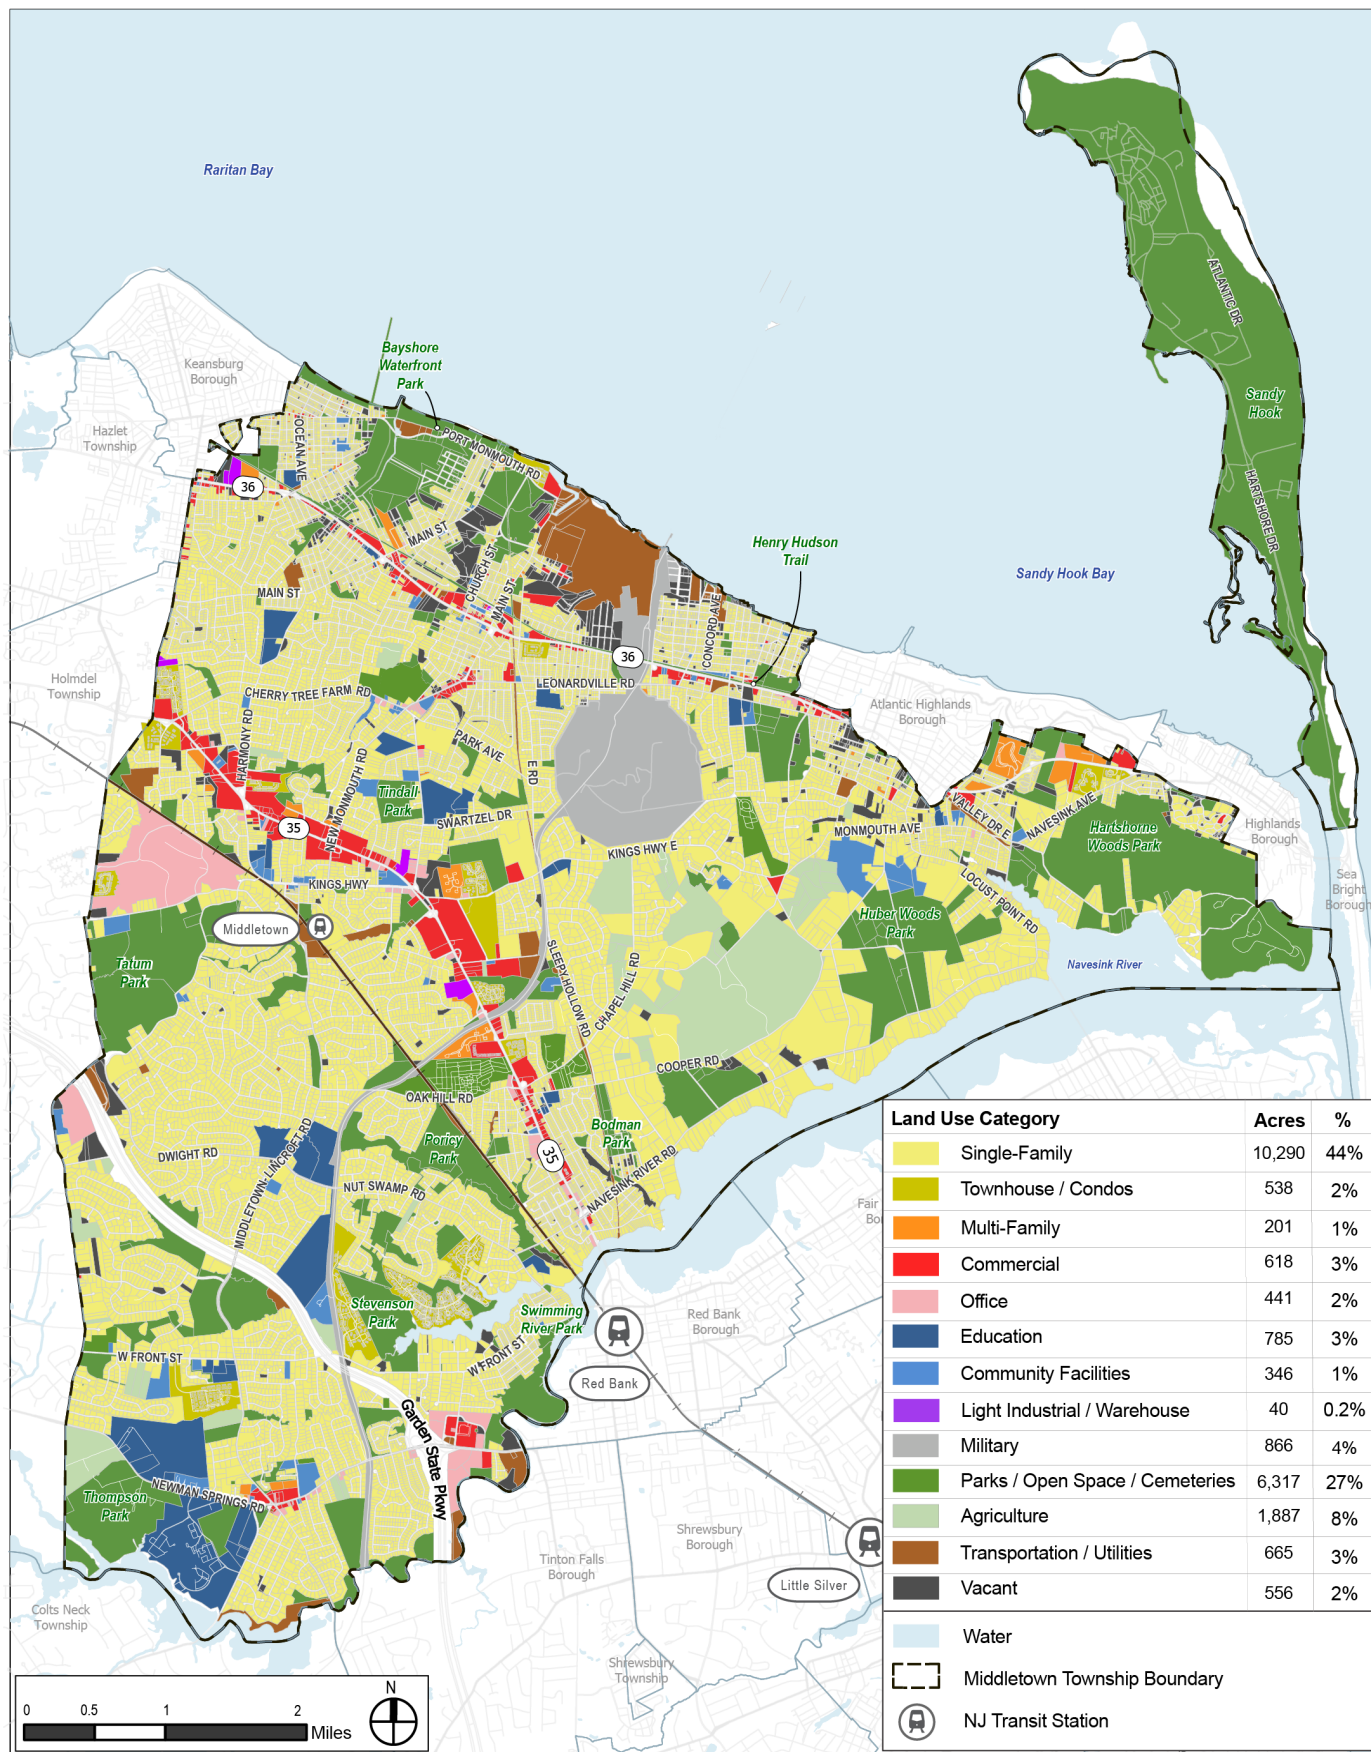 Raritan Bay
Keansburg
Borough
Bayshore
Waterfront
Park
ATLANTIC DR
Sandy
Hook
Hazlet
Township
OCEAN AVE
PORT MONMOUTH RD
36
HARTSHORE DR
MAIN ST
CHURCH ST
MAIN ST
Henry Hudson
Trail
Sandy Hook Bay
MAIN ST
CONCORD AVE
36
Holmdel
Township
CHERRY TREE FARM RD
LEONARDVILLE RD
Atlantic Highlands
Borough
HARMONY RD
PARK AVE
NEW MONMOUTH RD
E RD
Tindall
Park
SWARTZEL DR
35
VALLEY DR E
NAVESINK AVE
MONMOUTH AVE
Hartshorne
Woods Park
Highlands
Borough
KINGS HWY E
KINGS HWY
LOCUST POINT RD
Sea
Bright
Borough
Middletown
Huber Woods
Park
Tatum
Park
SLEEPY HOLLOW RD
CHAPEL HILL RD
Navesink River
COOPER RD
OAK HILL RD
Bodman
Park
Poricy
Park
DWIGHT RD
MIDDLETOWN-LINCROFT RD
35
NUT SWAMP RD
NAVESINK RIVER RD
Fair
Stevenson
Park
Swimming
River Park
Red Bank
Borough
W FRONT ST
W FRONT ST
Red Bank
Garden State Pkwy
NEWMAN SPRINGS RD
Thompson
Park
Shrewsbury
Borough
Tinton Falls
Borough
Little Silver
Colts Neck
Township
Shrewsbury
Township
Land Use Category Acres %
Single-Family 10,290 44%
Townhouse / Condos 538 2%
Multi-Family 201 1%
Commercial 618 3%
Office 441 2%
Education 785 3%
Community Facilities 346 1%
Light Industrial / Warehouse 40 0.2%
Military 866 4%
Parks / Open Space / Cemeteries 6,317 27%
Agriculture 1,887 8%
Transportation / Utilities 665 3%
Vacant 556 2%
Water
Middletown Township Boundary
NJ Transit Station
0 0.5 1 2
Miles
N